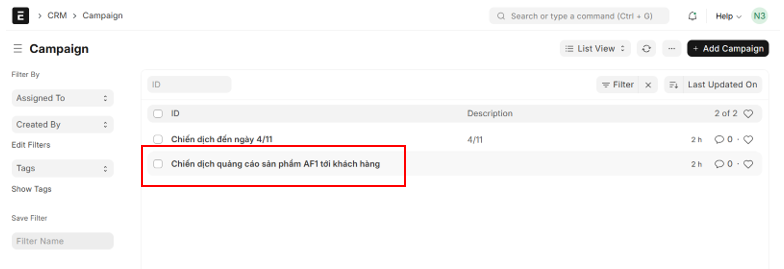 E CRM Campaign Search or type a command (Ctrl + G) Help N3
Campaign List View ... + Add Campaign
Filter By
ID Filter Last Updated On
Assigned To
ID Description 2 of 2
Created By
Chiến dịch đến ngày 4/11 4/11 2 h 0
Edit Filters
Chiến dịch quảng cáo sản phẩm AF1 tới khách hàng 2 h 0
Tags
Show Tags
Save Filter
Filter Name